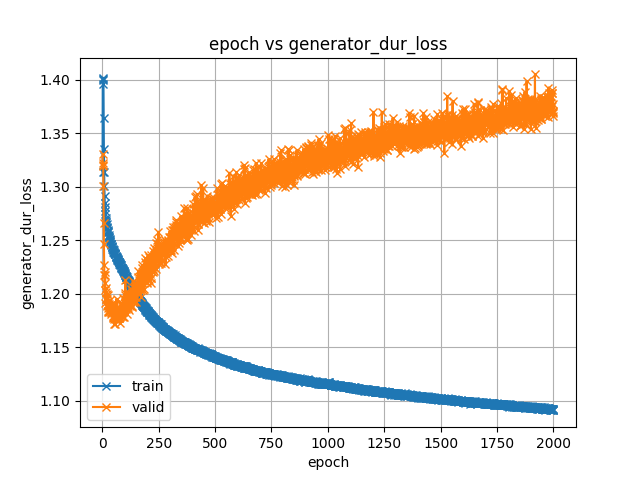 epoch vs generator_dur_loss
generator_dur_loss
1.40
1.35
1.30
1.25
1.20
1.15
1.10
train
valid
0 250 500 750 1000 1250 1500 1750 2000
epoch